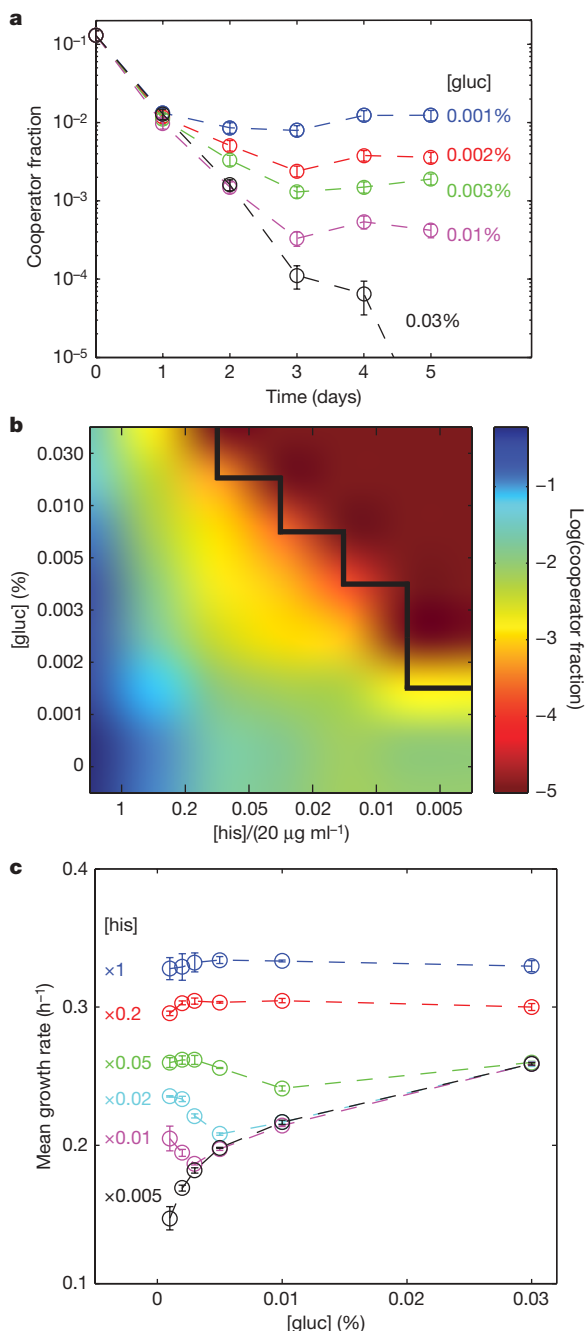 a
Cooperator fraction
10⁻¹
10⁻²
10⁻³
10⁻⁴
10⁻⁵
[gluc]
0.001%
0.002%
0.003%
0.01%
0.03%
0 1 2 3 4 5
Time (days)
b
[gluc] (%)
0.030
0.010
0.005
0.003
0.002
0.001
0
1 0.2 0.05 0.02 0.01 0.005
[his]/(20 μg ml⁻¹)
−1
−2
−3
−4
−5
Log(cooperator fraction)
c
Mean growth rate (h⁻¹)
0.4
0.3
0.2
0.1
[his]
×1
×0.2
×0.05
×0.02
×0.01
×0.005
0 0.01 0.02 0.03
[gluc] (%)